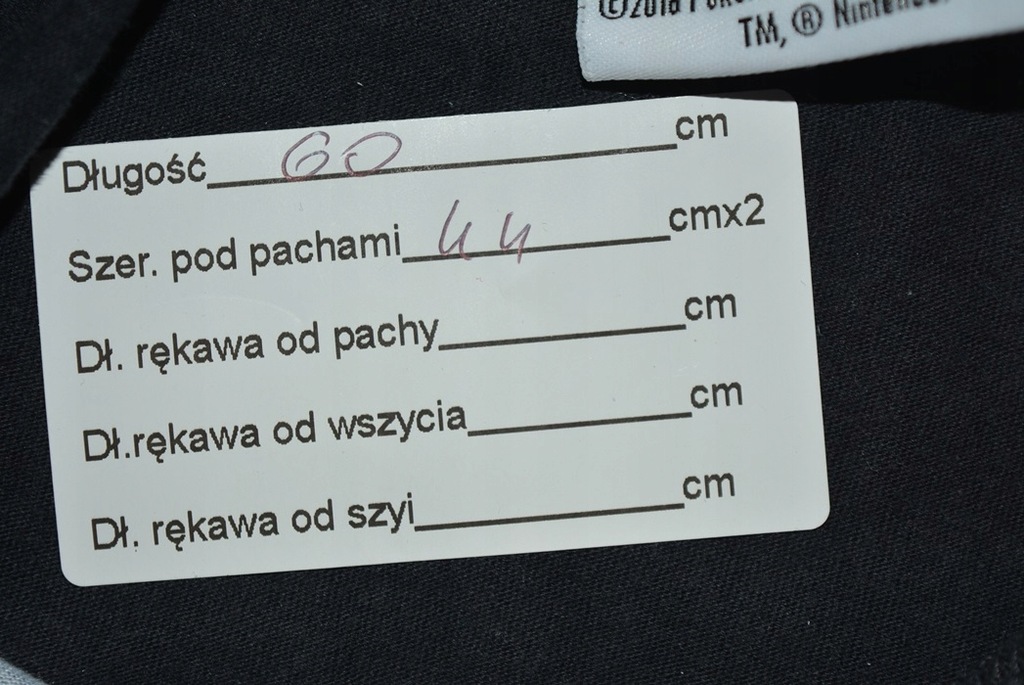 TM, ® Nintendo
Długość 60 cm
Szer. pod pachami 44 cmx2
Dł. rękawa od pachy cm
Dł.rękawa od wszycia cm
Dł. rękawa od szyi cm